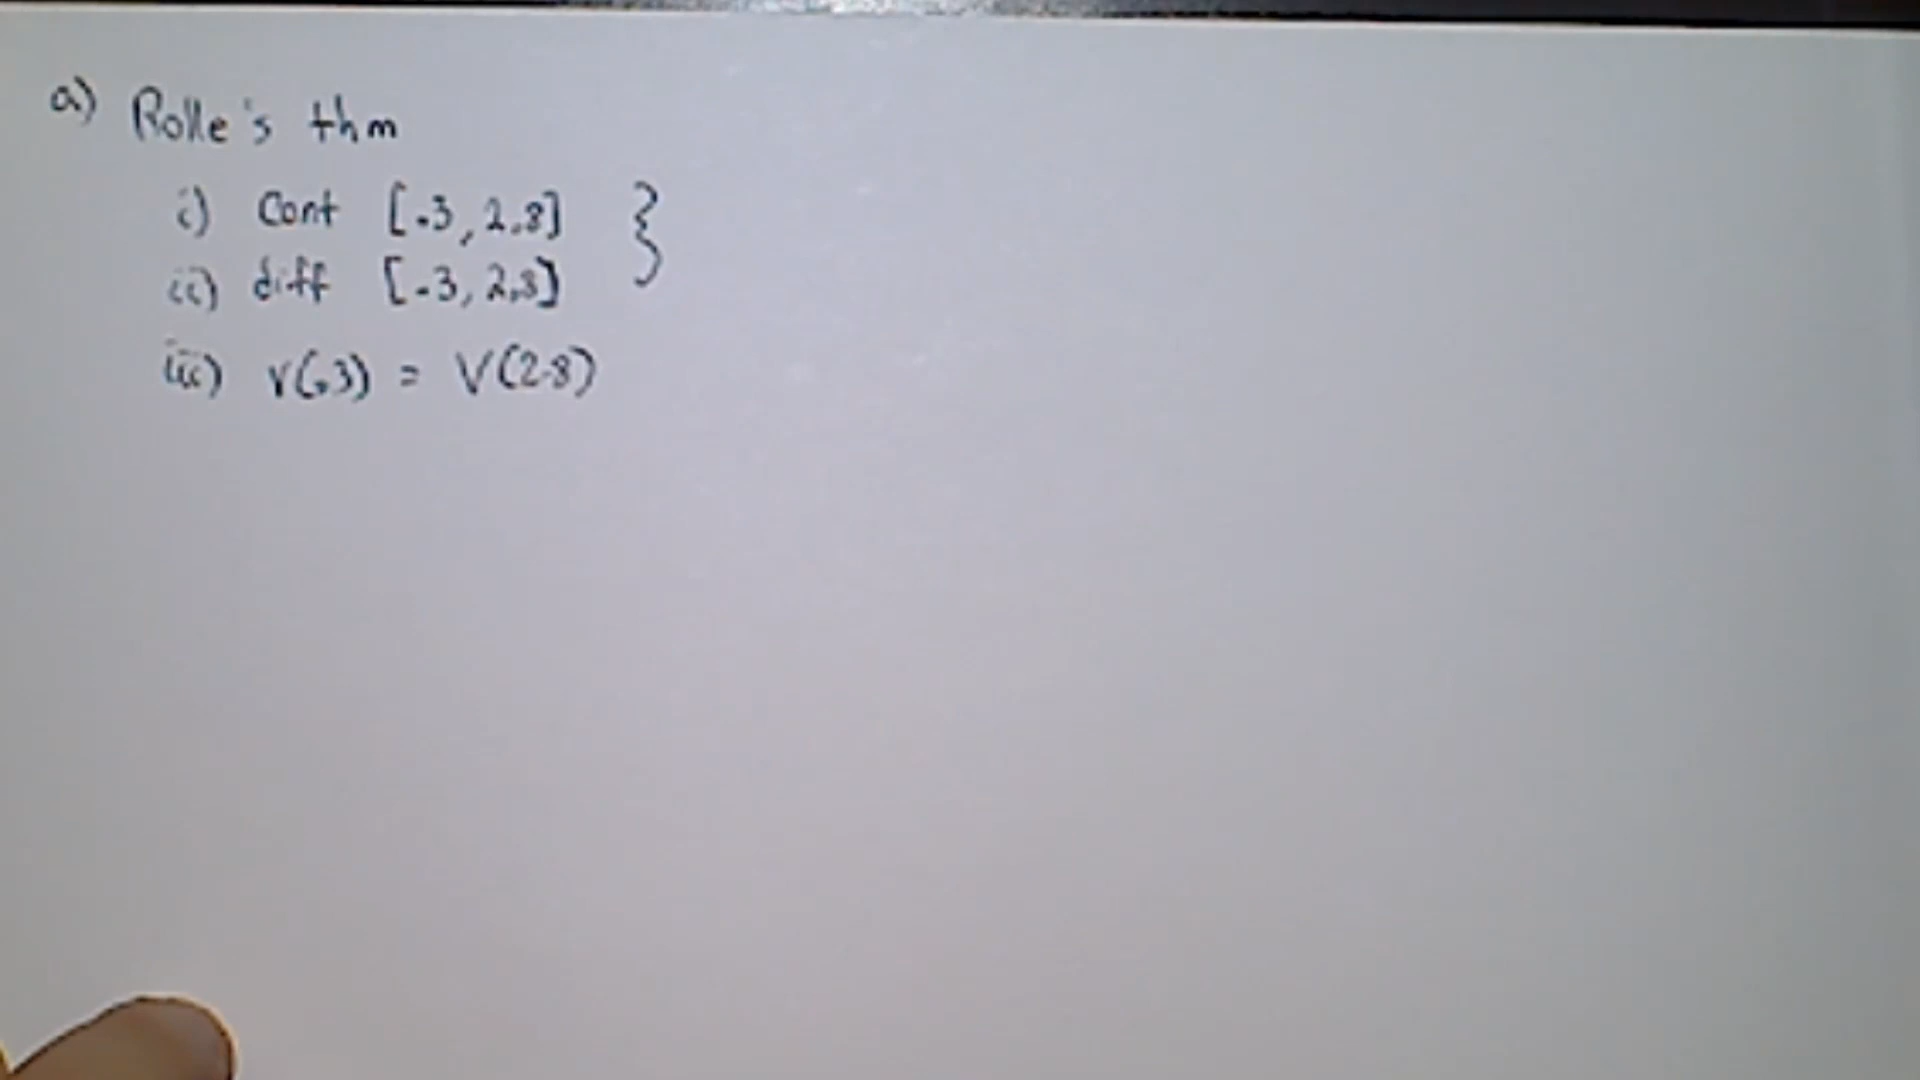 a) Rolle's thm
i) Cont [.3, 2.8] }
ii) diff [.3, 2.8]
iii) v(.3) = V(2.8)